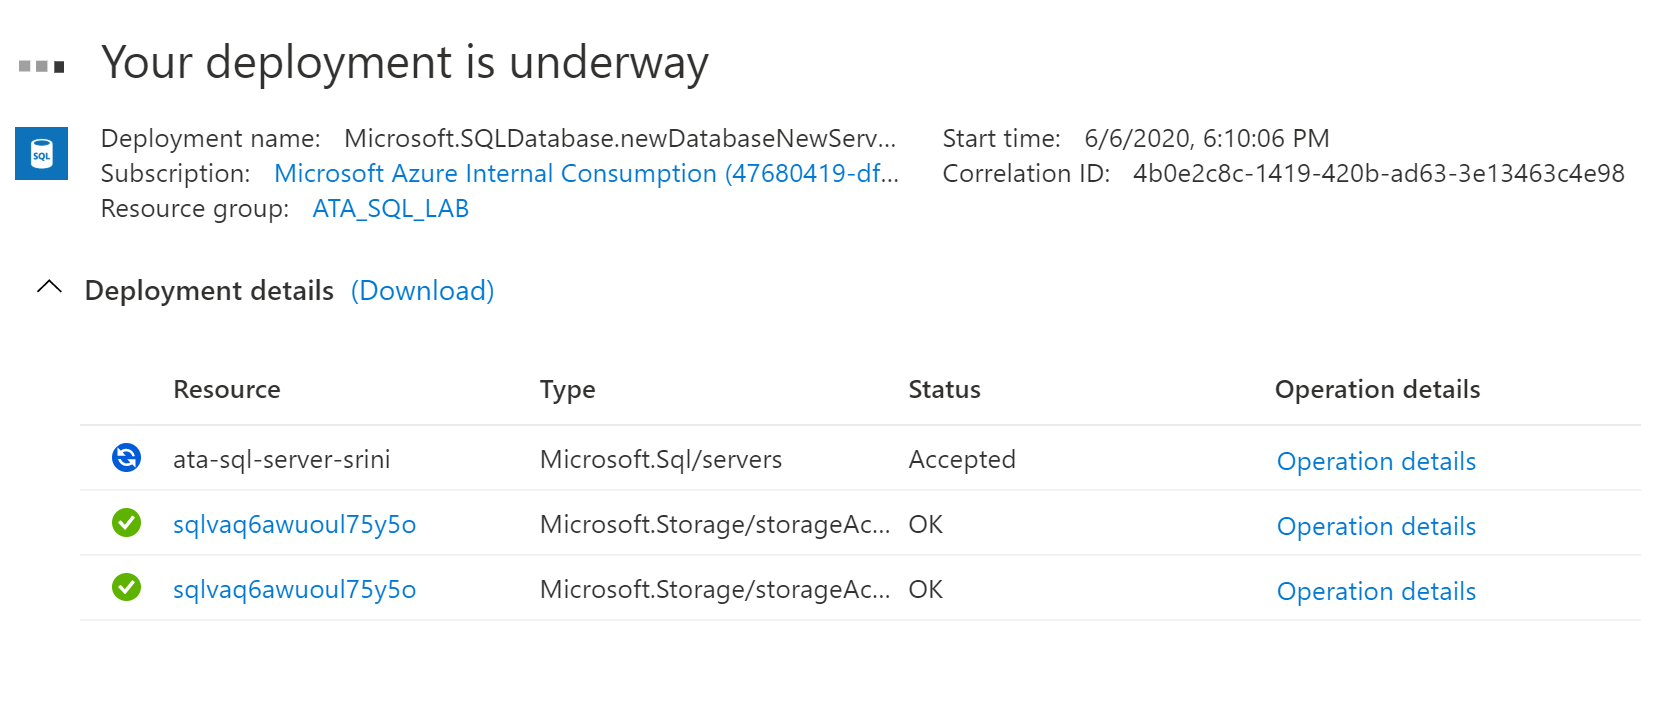 Your deployment is underway
SQL
Deployment name: Microsoft.SQLDatabase.newDatabaseNewServ... Start time: 6/6/2020, 6:10:06 PM
Subscription: Microsoft Azure Internal Consumption (47680419-df... Correlation ID: 4b0e2c8c-1419-420b-ad63-3e13463c4e98
Resource group: ATA_SQL_LAB
Deployment details (Download)
Resource Type Status Operation details
ata-sql-server-srini Microsoft.Sql/servers Accepted Operation details
sqlvaq6awuoul75y5o Microsoft.Storage/storageAc... OK Operation details
sqlvaq6awuoul75y5o Microsoft.Storage/storageAc... OK Operation details